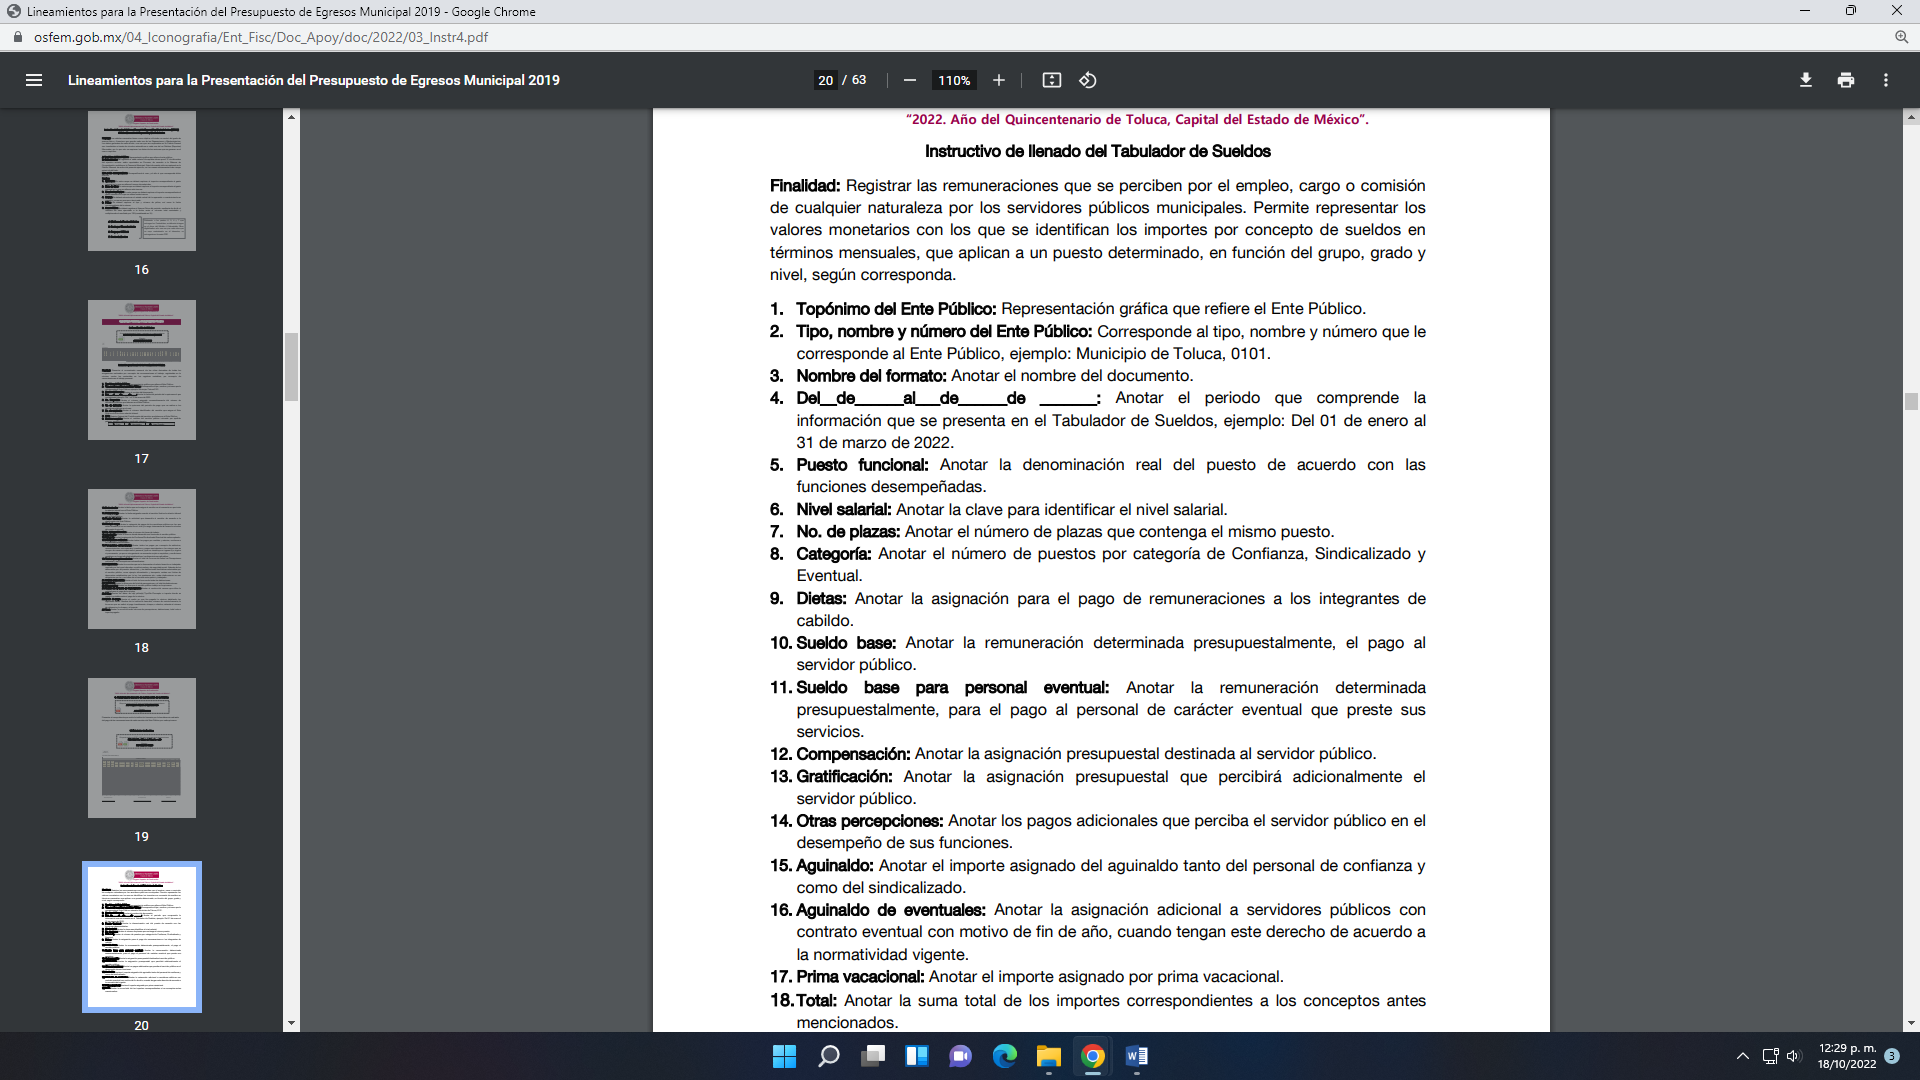 Lineamientos para la Presentación del Presupuesto de Egresos Municipal 2019 - Google Chrome
osfem.gob.mx/04_Iconografia/Ent_Fisc/Doc_Apoy/doc/2022/03_Instr4.pdf
Lineamientos para la Presentación del Presupuesto de Egresos Municipal 2019
20 / 63
110%
16
17
18
19
20
“2022. Año del Quincentenario de Toluca, Capital del Estado de México”.
Instructivo de llenado del Tabulador de Sueldos
Finalidad: Registrar las remuneraciones que se perciben por el empleo, cargo o comisión
de cualquier naturaleza por los servidores públicos municipales. Permite representar los
valores monetarios con los que se identifican los importes por concepto de sueldos en
términos mensuales, que aplican a un puesto determinado, en función del grupo, grado y
nivel, según corresponda.
1. Topónimo del Ente Público: Representación gráfica que refiere el Ente Público.
2. Tipo, nombre y número del Ente Público: Corresponde al tipo, nombre y número que le
corresponde al Ente Público, ejemplo: Municipio de Toluca, 0101.
3. Nombre del formato: Anotar el nombre del documento.
4. Del__de______al___de______de _______: Anotar el periodo que comprende la
información que se presenta en el Tabulador de Sueldos, ejemplo: Del 01 de enero al
31 de marzo de 2022.
5. Puesto funcional: Anotar la denominación real del puesto de acuerdo con las
funciones desempeñadas.
6. Nivel salarial: Anotar la clave para identificar el nivel salarial.
7. No. de plazas: Anotar el número de plazas que contenga el mismo puesto.
8. Categoría: Anotar el número de puestos por categoría de Confianza, Sindicalizado y
Eventual.
9. Dietas: Anotar la asignación para el pago de remuneraciones a los integrantes de
cabildo.
10. Sueldo base: Anotar la remuneración determinada presupuestalmente, el pago al
servidor público.
11. Sueldo base para personal eventual: Anotar la remuneración determinada
presupuestalmente, para el pago al personal de carácter eventual que preste sus
servicios.
12. Compensación: Anotar la asignación presupuestal destinada al servidor público.
13. Gratificación: Anotar la asignación presupuestal que percibirá adicionalmente el
servidor público.
14. Otras percepciones: Anotar los pagos adicionales que perciba el servidor público en el
desempeño de sus funciones.
15. Aguinaldo: Anotar el importe asignado del aguinaldo tanto del personal de confianza y
como del sindicalizado.
16. Aguinaldo de eventuales: Anotar la asignación adicional a servidores públicos con
contrato eventual con motivo de fin de año, cuando tengan este derecho de acuerdo a
la normatividad vigente.
17. Prima vacacional: Anotar el importe asignado por prima vacacional.
18. Total: Anotar la suma total de los importes correspondientes a los conceptos antes
mencionados.
12:29 p. m.
18/10/2022
3